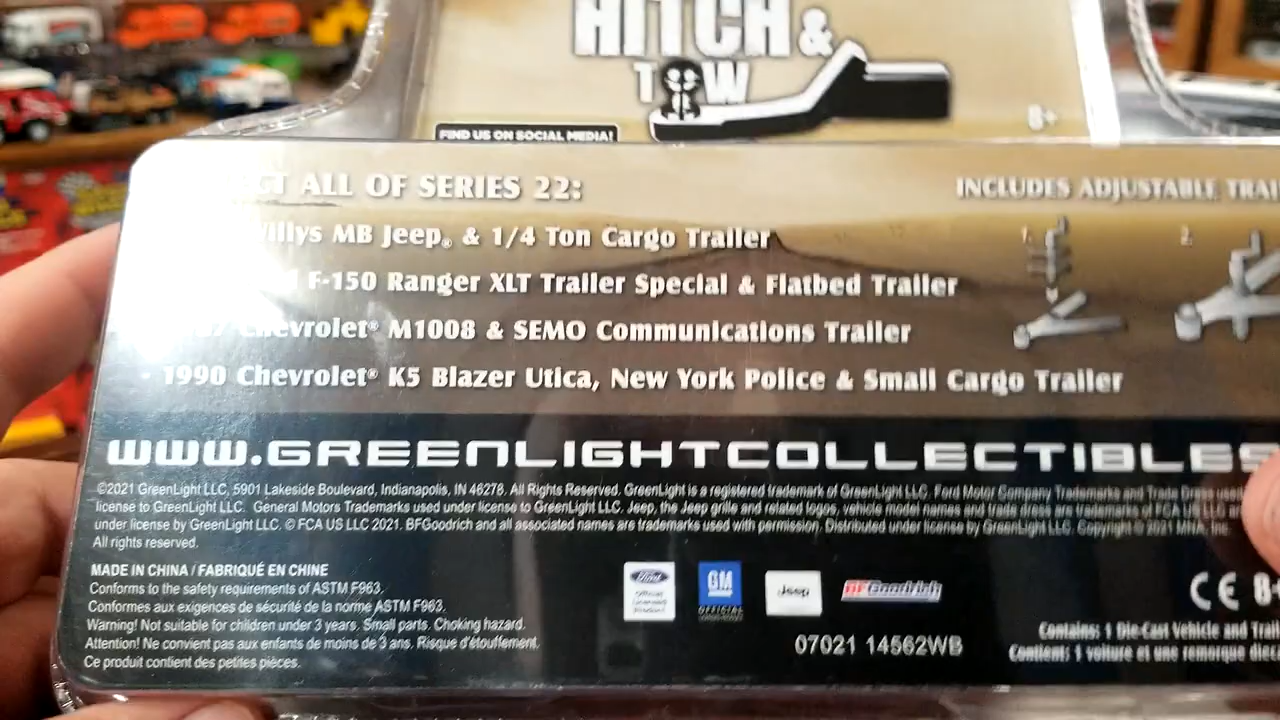 HITCH &
TOW
8+
FIND US ON SOCIAL MEDIA!
ALL OF SERIES 22:
INCLUDES ADJUSTABLE
Willys MB Jeep® & 1/4 Ton Cargo Trailer
F-150 Ranger XLT Trailer Special & Flatbed Trailer
Chevrolet® M1008 & SEMO Communications Trailer
- 1990 Chevrolet® K5 Blazer Utica, New York Police & Small Cargo Trailer
1
2
WWW.GREENLIGHTCOLLECTIBLES
©2021 GreenLight LLC, 5901 Lakeside Boulevard, Indianapolis, IN 46278. All Rights Reserved. GreenLight is a registered trademark of GreenLight LLC. Ford Motor Company Trademarks and Trade Dress used
license to GreenLight LLC. General Motors Trademarks used under license to GreenLight LLC. Jeep, the Jeep grille and related logos, vehicle model names and trade dress are trademarks of FCA US LLC
under license by GreenLight LLC. © FCA US LLC 2021. BFGoodrich and all associated names are trademarks used with permission. Distributed under license by GreenLight LLC. Copyright © 2021 Inc.
All rights reserved.
MADE IN CHINA / FABRIQUÉ EN CHINE
Conforms to the safety requirements of ASTM F963.
Conformes aux exigences de sécurité de la norme ASTM F963.
Warning! Not suitable for children under 3 years. Small parts. Choking hazard.
Attention! Ne convient pas aux enfants de moins de 3 ans. Risque d'étouffement.
Ce produit contient des petites pièces.
Ford
Official
Licensed
Product
GM
OFFICIAL
Jeep
BFGoodrich
CE 8+
07021 14562WB
Contains: 1 Die-Cast Vehicle and
Contient: 1 voiture et une remorque